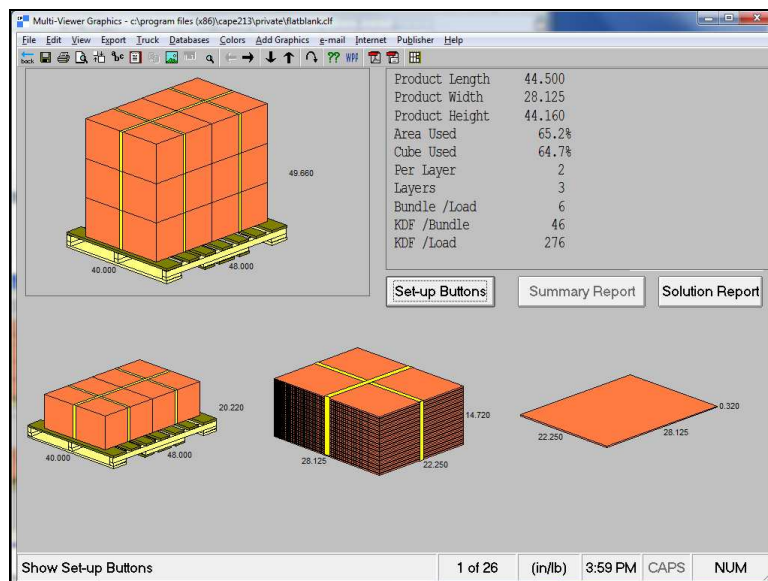 Multi-Viewer Graphics - c:\program files (x86)\cape213\private\flatblank.clf
File Edit View Export Truck Databases Colors Add Graphics e-mail Internet Publisher Help
back ?? WPF
Product Length 44.500
Product Width 28.125
Product Height 44.160
Area Used 65.2%
Cube Used 64.7%
Per Layer 2
Layers 3
Bundle /Load 6
KDF /Bundle 46
KDF /Load 276
49.660
40.000 48.000
Set-up Buttons Summary Report Solution Report
20.220
40.000 48.000
14.720
28.125 22.250
0.320
22.250 28.125
Show Set-up Buttons 1 of 26 (in/lb) 3:59 PM CAPS NUM